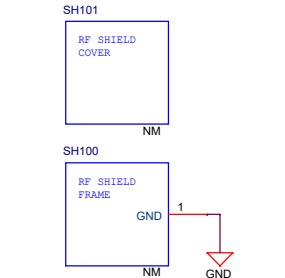 SH101
RF SHIELD
COVER
NM
SH100
RF SHIELD
FRAME
GND
1
NM
GND